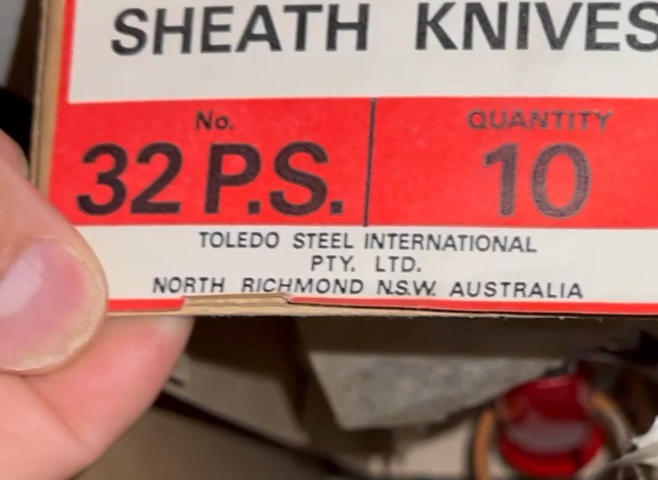 SHEATH KNIVES
No.
32 P.S.
QUANTITY
10
TOLEDO STEEL INTERNATIONAL
PTY. LTD.
NORTH RICHMOND N.S.W. AUSTRALIA